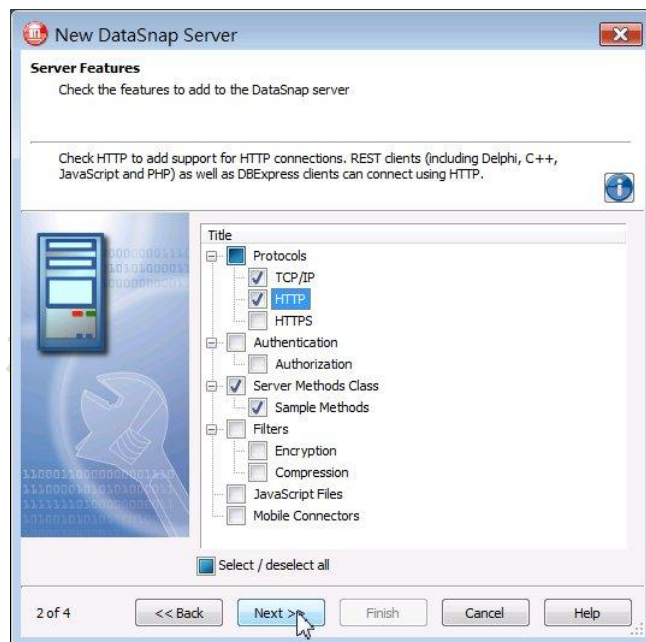 New DataSnap Server
Server Features
Check the features to add to the DataSnap server
Check HTTP to add support for HTTP connections. REST clients (including Delphi, C++,
JavaScript and PHP) as well as DBExpress clients can connect using HTTP.
Title
Protocols
TCP/IP
HTTP
HTTPS
Authentication
Authorization
Server Methods Class
Sample Methods
Filters
Encryption
Compression
JavaScript Files
Mobile Connectors
Select / deselect all
2 of 4
<< Back
Next >>
Finish
Cancel
Help